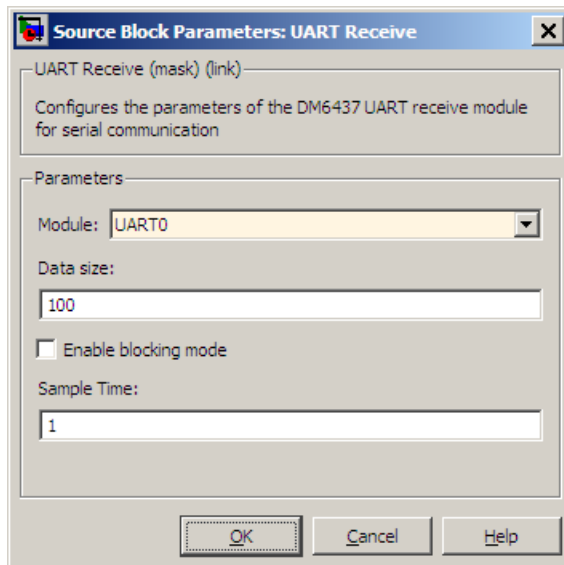 Source Block Parameters: UART Receive
UART Receive (mask) (link)
Configures the parameters of the DM6437 UART receive module
for serial communication
Parameters
Module: UART0
Data size:
100
Enable blocking mode
Sample Time:
1
OK Cancel Help